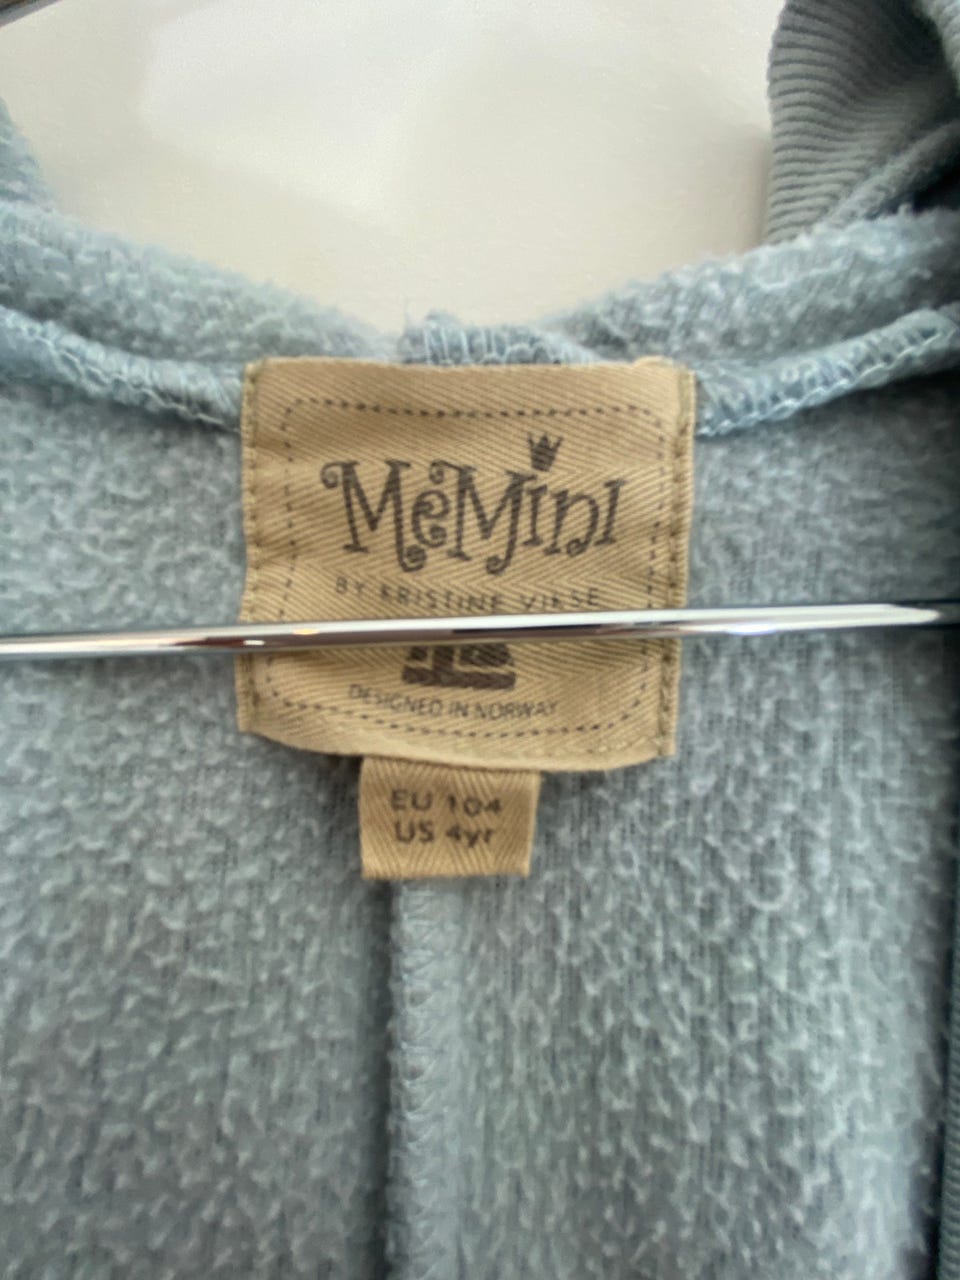 MeMini
BY KRISTINE VIKSE
DESIGNED IN NORWAY
EU 104
US 4yr